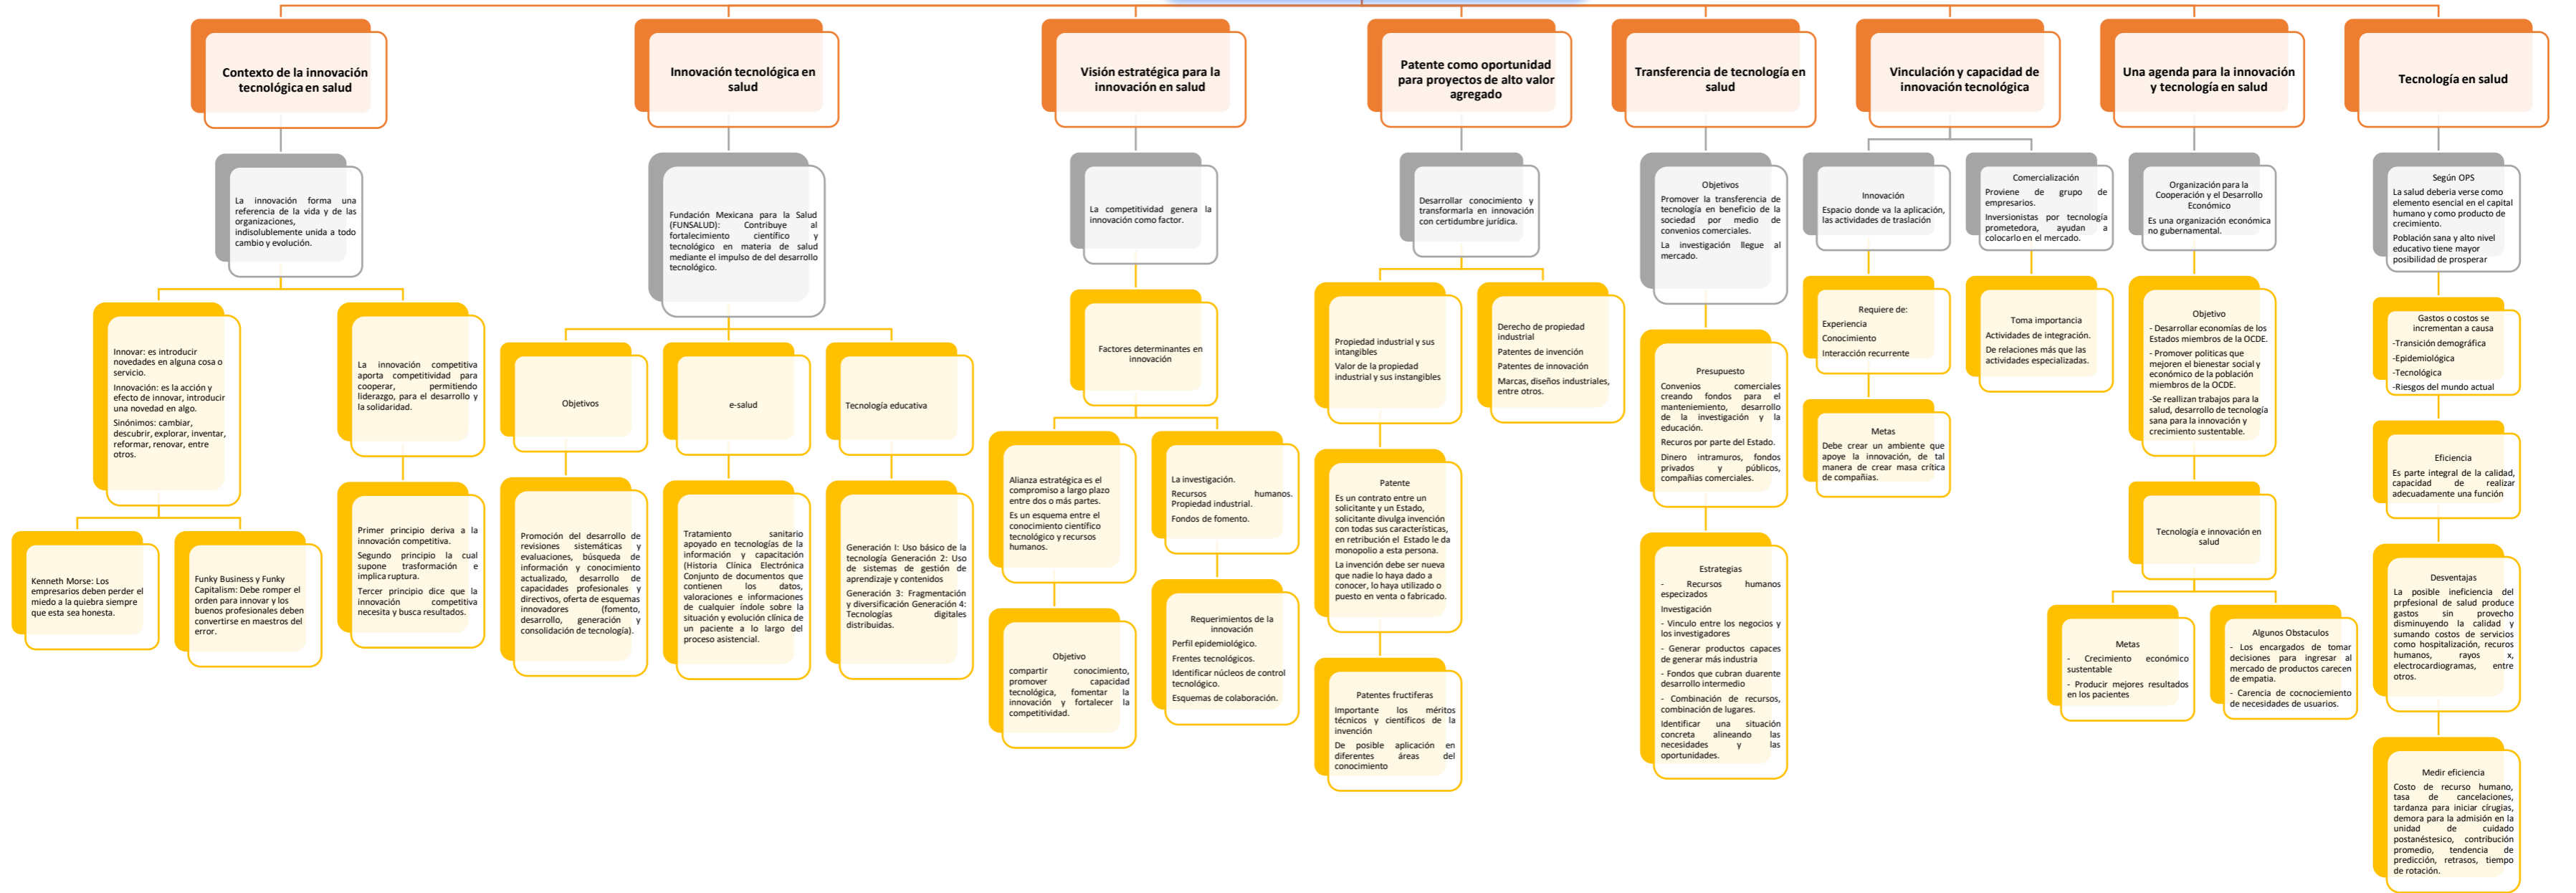 Contexto de la innovación
tecnológica en salud
La innovación forma una
referencia de la vida y de las
organizaciones,
indisolublemente unida a todo
cambio y evolución.
Innovar: es introducir
novedades en alguna cosa o
servicio.
Innovación: es la acción y
efecto de innovar, introducir
una novedad en algo.
Sinónimos: cambiar,
descubrir, explorar, inventar,
reformar, renovar, entre
otros.
Kenneth Morse: Los
empresarios deben perder el
miedo a la quiebra siempre
que esta sea honesta.
Funky Business y Funky
Capitalism: Debe romper el
orden para innovar y los
buenos profesionales deben
convertirse en maestros del
error.
La innovación competitiva
aporta competitividad para
cooperar, permitiendo
liderazgo, para el desarrollo y
la solidaridad.
Primer principio deriva a la
innovación competitiva.
Segundo principio la cual
supone trasformación e
implica ruptura.
Tercer principio dice que la
innovación competitiva
necesita y busca resultados.
Innovación tecnológica en
salud
Fundación Mexicana para la Salud
(FUNSALUD): Contribuye al
fortalecimiento científico y
tecnológico en materia de salud
mediante el impulso de del desarrollo
tecnológico.
Objetivos
Promoción del desarrollo de
revisiones sistemáticas y
evaluaciones, búsqueda de
información y conocimiento
actualizado, desarrollo de
capacidades profesionales y
directivos, oferta de esquemas
innovadores (fomento,
desarrollo, generación y
consolidación de tecnología).
e-salud
Tratamiento sanitario
apoyado en tecnologías de la
información y capacitación
(Historia Clínica Electrónica
Conjunto de documentos que
contienen los datos,
valoraciones e informaciones
de cualquier índole sobre la
situación y evolución clínica de
un paciente a lo largo del
proceso asistencial.
Tecnología educativa
Generación I: Uso básico de la
tecnología Generación 2: Uso
de sistemas de gestión de
aprendizaje y contenidos
Generación 3: Fragmentación
y diversificación Generación 4:
Tecnologías digitales
distribuidas.
Visión estratégica para la
innovación en salud
La competitividad genera la
innovación como factor.
Factores determinantes en
innovación
Alianza estratégica es el
compromiso a largo plazo
entre dos o más partes.
Es un esquema entre el
conocimiento científico
tecnológico y recursos
humanos.
Objetivo
compartir conocimiento,
promover capacidad
tecnológica, fomentar la
innovación y fortalecer la
competitividad.
La investigación.
Recursos humanos.
Propiedad industrial.
Fondos de fomento.
Requerimientos de la
innovación
Perfil epidemiológico.
Frentes tecnológicos.
Identificar núcleos de control
tecnológico.
Esquemas de colaboración.
Patente como oportunidad
para proyectos de alto valor
agregado
Desarrollar conocimiento y
transformarla en innovación
con certidumbre jurídica.
Propiedad industrial y sus
intangibles
Valor de la propiedad
industrial y sus instangibles
Patente
Es un contrato entre un
solicitante y un Estado,
solicitante divulga invención
con todas sus características,
en retribución el Estado le da
monopolio a esta persona.
La invención debe ser nueva
que nadie lo haya dado a
conocer, lo haya utilizado o
puesto en venta o fabricado.
Patentes fructiferas
Importante los méritos
técnicos y científicos de la
invención
De posible aplicación en
diferentes áreas del
conocimiento
Derecho de propiedad
industrial
Patentes de invención
Patentes de innovación
Marcas, diseños industriales,
entre otros.
Transferencia de tecnología en
salud
Objetivos
Promover la transferencia de
tecnología en beneficio de la
sociedad por medio de
convenios comerciales.
La investigación llegue al
mercado.
Presupuesto
Convenios comerciales
creando fondos para el
manteniemiento, desarrollo
de la investigación y la
educación.
Recuros por parte del Estado.
Dinero intramuros, fondos
privados y públicos,
compañias comerciales.
Estrategias
- Recursos humanos
especizados
Investigación
- Vinculo entre los negocios y
los investigadores
- Generar productos capaces
de generar más industria
- Fondos que cubran duarente
desarrollo intermedio
- Combinación de recursos,
combinación de lugares.
Identificar una situación
concreta alineando las
necesidades y las
oportunidades.
Vinculación y capacidad de
innovación tecnológica
Innovación
Espacio donde va la aplicación,
las actividades de traslación
Requiere de:
Experiencia
Conocimiento
Interacción recurrente
Metas
Debe crear un ambiente que
apoye la innovación, de tal
manera de crear masa crítica
de compañias.
Comercialización
Proviene de grupo de
empresarios.
Inversionistas por tecnología
prometedora, ayudan a
colocarlo en el mercado.
Toma importancia
Actividades de integración.
De relaciones más que las
actividades especializadas.
Una agenda para la innovación
y tecnología en salud
Organización para la
Cooperación y el Desarrollo
Económico
Es una organización económica
no gubernamental.
Objetivo
- Desarrollar economías de los
Estados miembros de la OCDE.
- Promover politicas que
mejoren el bienestar social y
económico de la población
miembros de la OCDE.
-Se reallizan trabajos para la
salud, desarrollo de tecnología
sana para la innovación y
crecimiento sustentable.
Tecnología e innovación en
salud
Metas
- Crecimiento económico
sustentable
- Producir mejores resultados
en los pacientes
Algunos Obstaculos
- Los encargados de tomar
decisiones para ingresar al
mercado de productos carecen
de empatia.
- Carencia de cocnociemiento
de necesidades de usuarios.
Tecnología en salud
Según OPS
La salud deberia verse como
elemento esencial en el capital
humano y como producto de
crecimiento.
Población sana y alto nivel
educativo tiene mayor
posibilidad de prosperar
Gastos o costos se
incrementan a causa
-Transición demográfica
-Epidemiológica
-Tecnológica
-Riesgos del mundo actual
Eficiencia
Es parte integral de la calidad,
capacidad de realizar
adecuadamente una función
Desventajas
La posible ineficiencia del
prpfesional de salud produce
gastos sin provecho
disminuyendo la calidad y
sumando costos de servicios
como hospitalización, recuros
humanos, rayos x,
electrocardiogramas, entre
otros.
Medir eficiencia
Costo de recurso humano,
tasa de cancelaciones,
tardanza para iniciar círugias,
demora para la admisión en la
unidad de cuidado
postanéstesico, contribución
promedio, tendencia de
predicción, retrasos, tiempo
de rotación.